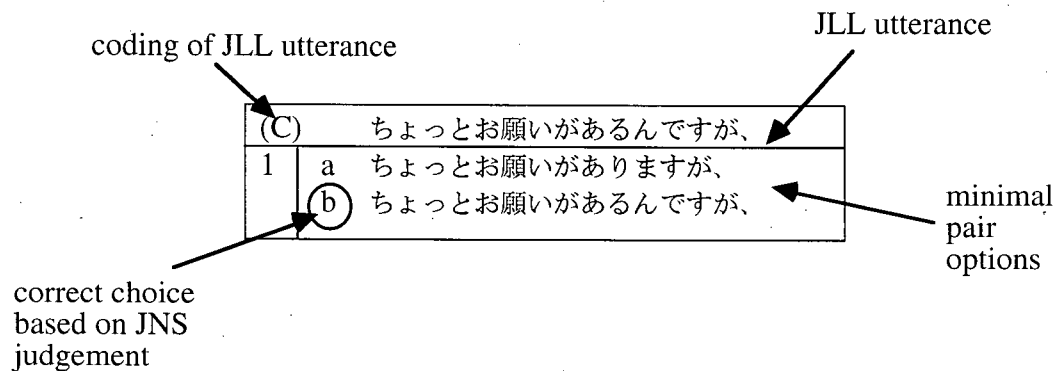 JLL utterance
coding of JLL utterance
(C) ちょっとお願いがあるんですが、
1 a ちょっとお願いがありますが、
b ちょっとお願いがあるんですが、
minimal
pair
options
correct choice
based on JNS
judgement